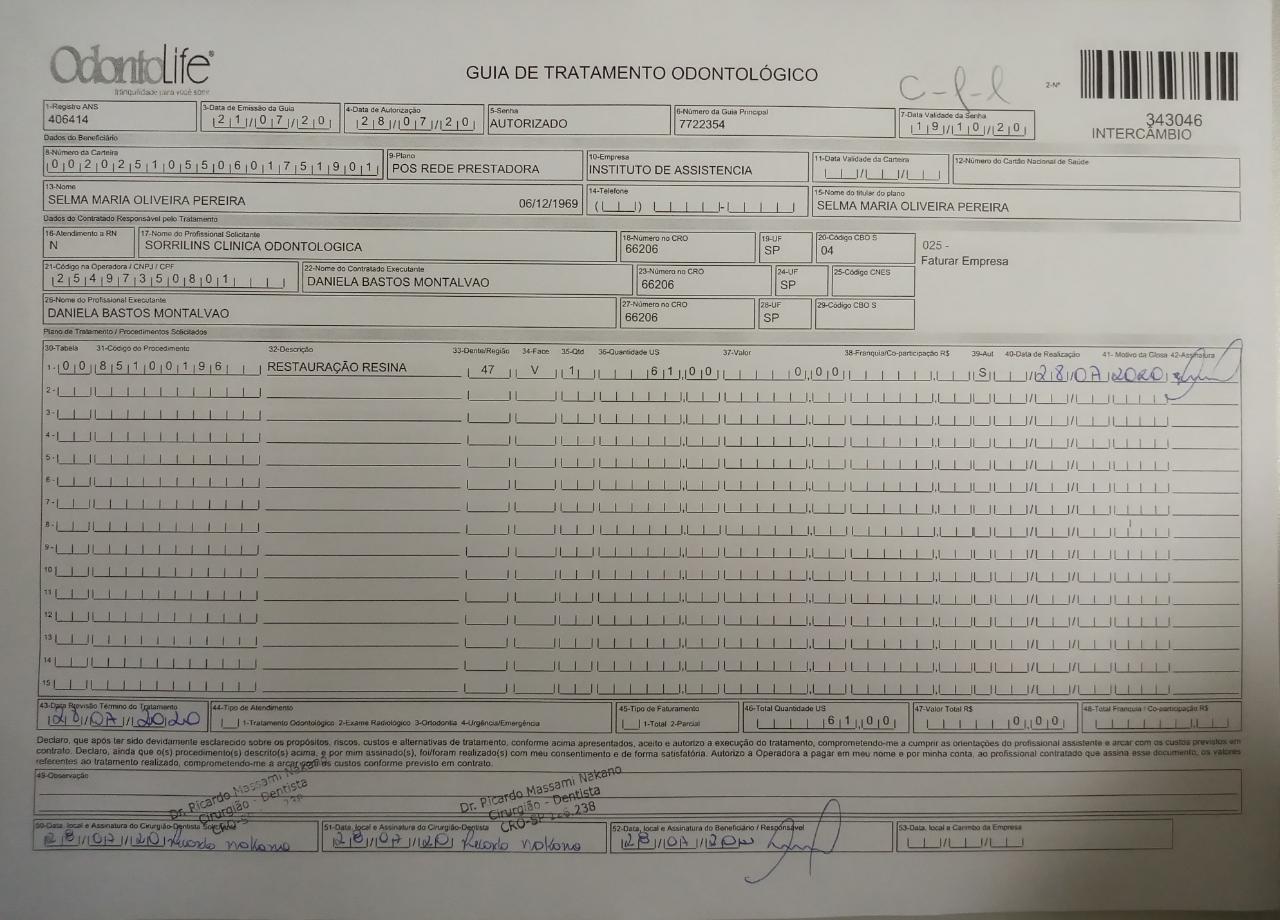 OdontoLife®
Tranquilidade para você sorrir
GUIA DE TRATAMENTO ODONTOLÓGICO
2-Nº
343046
INTERCÂMBIO
1-Registro ANS
406414
3-Data de Emissão da Guia
21/07/20
4-Data de Autorização
28/07/20
5-Senha
AUTORIZADO
6-Número da Guia Principal
7722354
7-Data Validade da Senha
19/10/20
Dados do Beneficiário
8-Número da Carteira
00202510550601751901
9-Plano
POS REDE PRESTADORA
10-Empresa
INSTITUTO DE ASSISTENCIA
11-Data Validade da Carteira
12-Número do Cartão Nacional de Saúde
13-Nome
SELMA MARIA OLIVEIRA PEREIRA 06/12/1969
14-Telefone
15-Nome do titular do plano
SELMA MARIA OLIVEIRA PEREIRA
Dados do Contratado Responsável pelo Tratamento
16-Atendimento a RN
N
17-Nome do Profissional Solicitante
SORRILINS CLINICA ODONTOLOGICA
18-Número no CRO
66206
19-UF
SP
20-Código CBO S
04
025 -
Faturar Empresa
21-Código na Operadora / CNPJ / CPF
25497350801
22-Nome do Contratado Executante
DANIELA BASTOS MONTALVAO
23-Número no CRO
66206
24-UF
SP
25-Código CNES
26-Nome do Profissional Executante
DANIELA BASTOS MONTALVAO
27-Número no CRO
66206
28-UF
SP
29-Código CBO S
Plano de Tratamento / Procedimentos Solicitados
30-Tabela 31-Código do Procedimento 32-Descrição 33-Dente/Região 34-Face 35-Qtd 36-Quantidade US 37-Valor 38-Franquia/Co-participação R$ 39-Aut 40-Data de Realização 41- Motivo da Glosa 42-Assinatura
1- 00 85100196 RESTAURAÇÃO RESINA 47 V 1 61,00 0,00 S 28/07/2020
2-
3-
4-
5-
6-
7-
8-
9-
10
11
12
13
14
15
43-Data Previsão Término do Tratamento
28/07/2020
44-Tipo de Atendimento
1-Tratamento Odontológico 2-Exame Radiológico 3-Ortodontia 4-Urgência/Emergência
45-Tipo de Faturamento
1-Total 2-Parcial
46-Total Quantidade US
61,00
47-Valor Total R$
0,00
48-Total Franquia / Co-participação R$
Declaro, que após ter sido devidamente esclarecido sobre os propósitos, riscos, custos e alternativas de tratamento, conforme acima apresentados, aceito e autorizo a execução do tratamento, comprometendo-me a cumprir as orientações do profissional assistente e arcar com os custos previstos em
contrato. Declaro, ainda que o(s) procedimento(s) descrito(s) acima, e por mim assinado(s), foi/foram realizado(s) com meu consentimento e de forma satisfatória. Autorizo a Operadora a pagar em meu nome e por minha conta, ao profissional contratado que assina esse documento, os valores
referentes ao tratamento realizado, comprometendo-me a arcar com os custos conforme previsto em contrato.
49-Observação
Dr. Ricardo Massami Nakano
Cirurgião - Dentista
CRO-S
Dr. Ricardo Massami Nakano
Cirurgião - Dentista
50-Data, local e Assinatura do Cirurgião-Dentista Solicitante
28/07/20 Ricardo Nakano
51-Data, local e Assinatura do Cirurgião-Dentista
28/07/20 Ricardo Nakano
52-Data, local e Assinatura do Beneficiário / Responsável
28/07/20
53-Data, local e Carimbo da Empresa